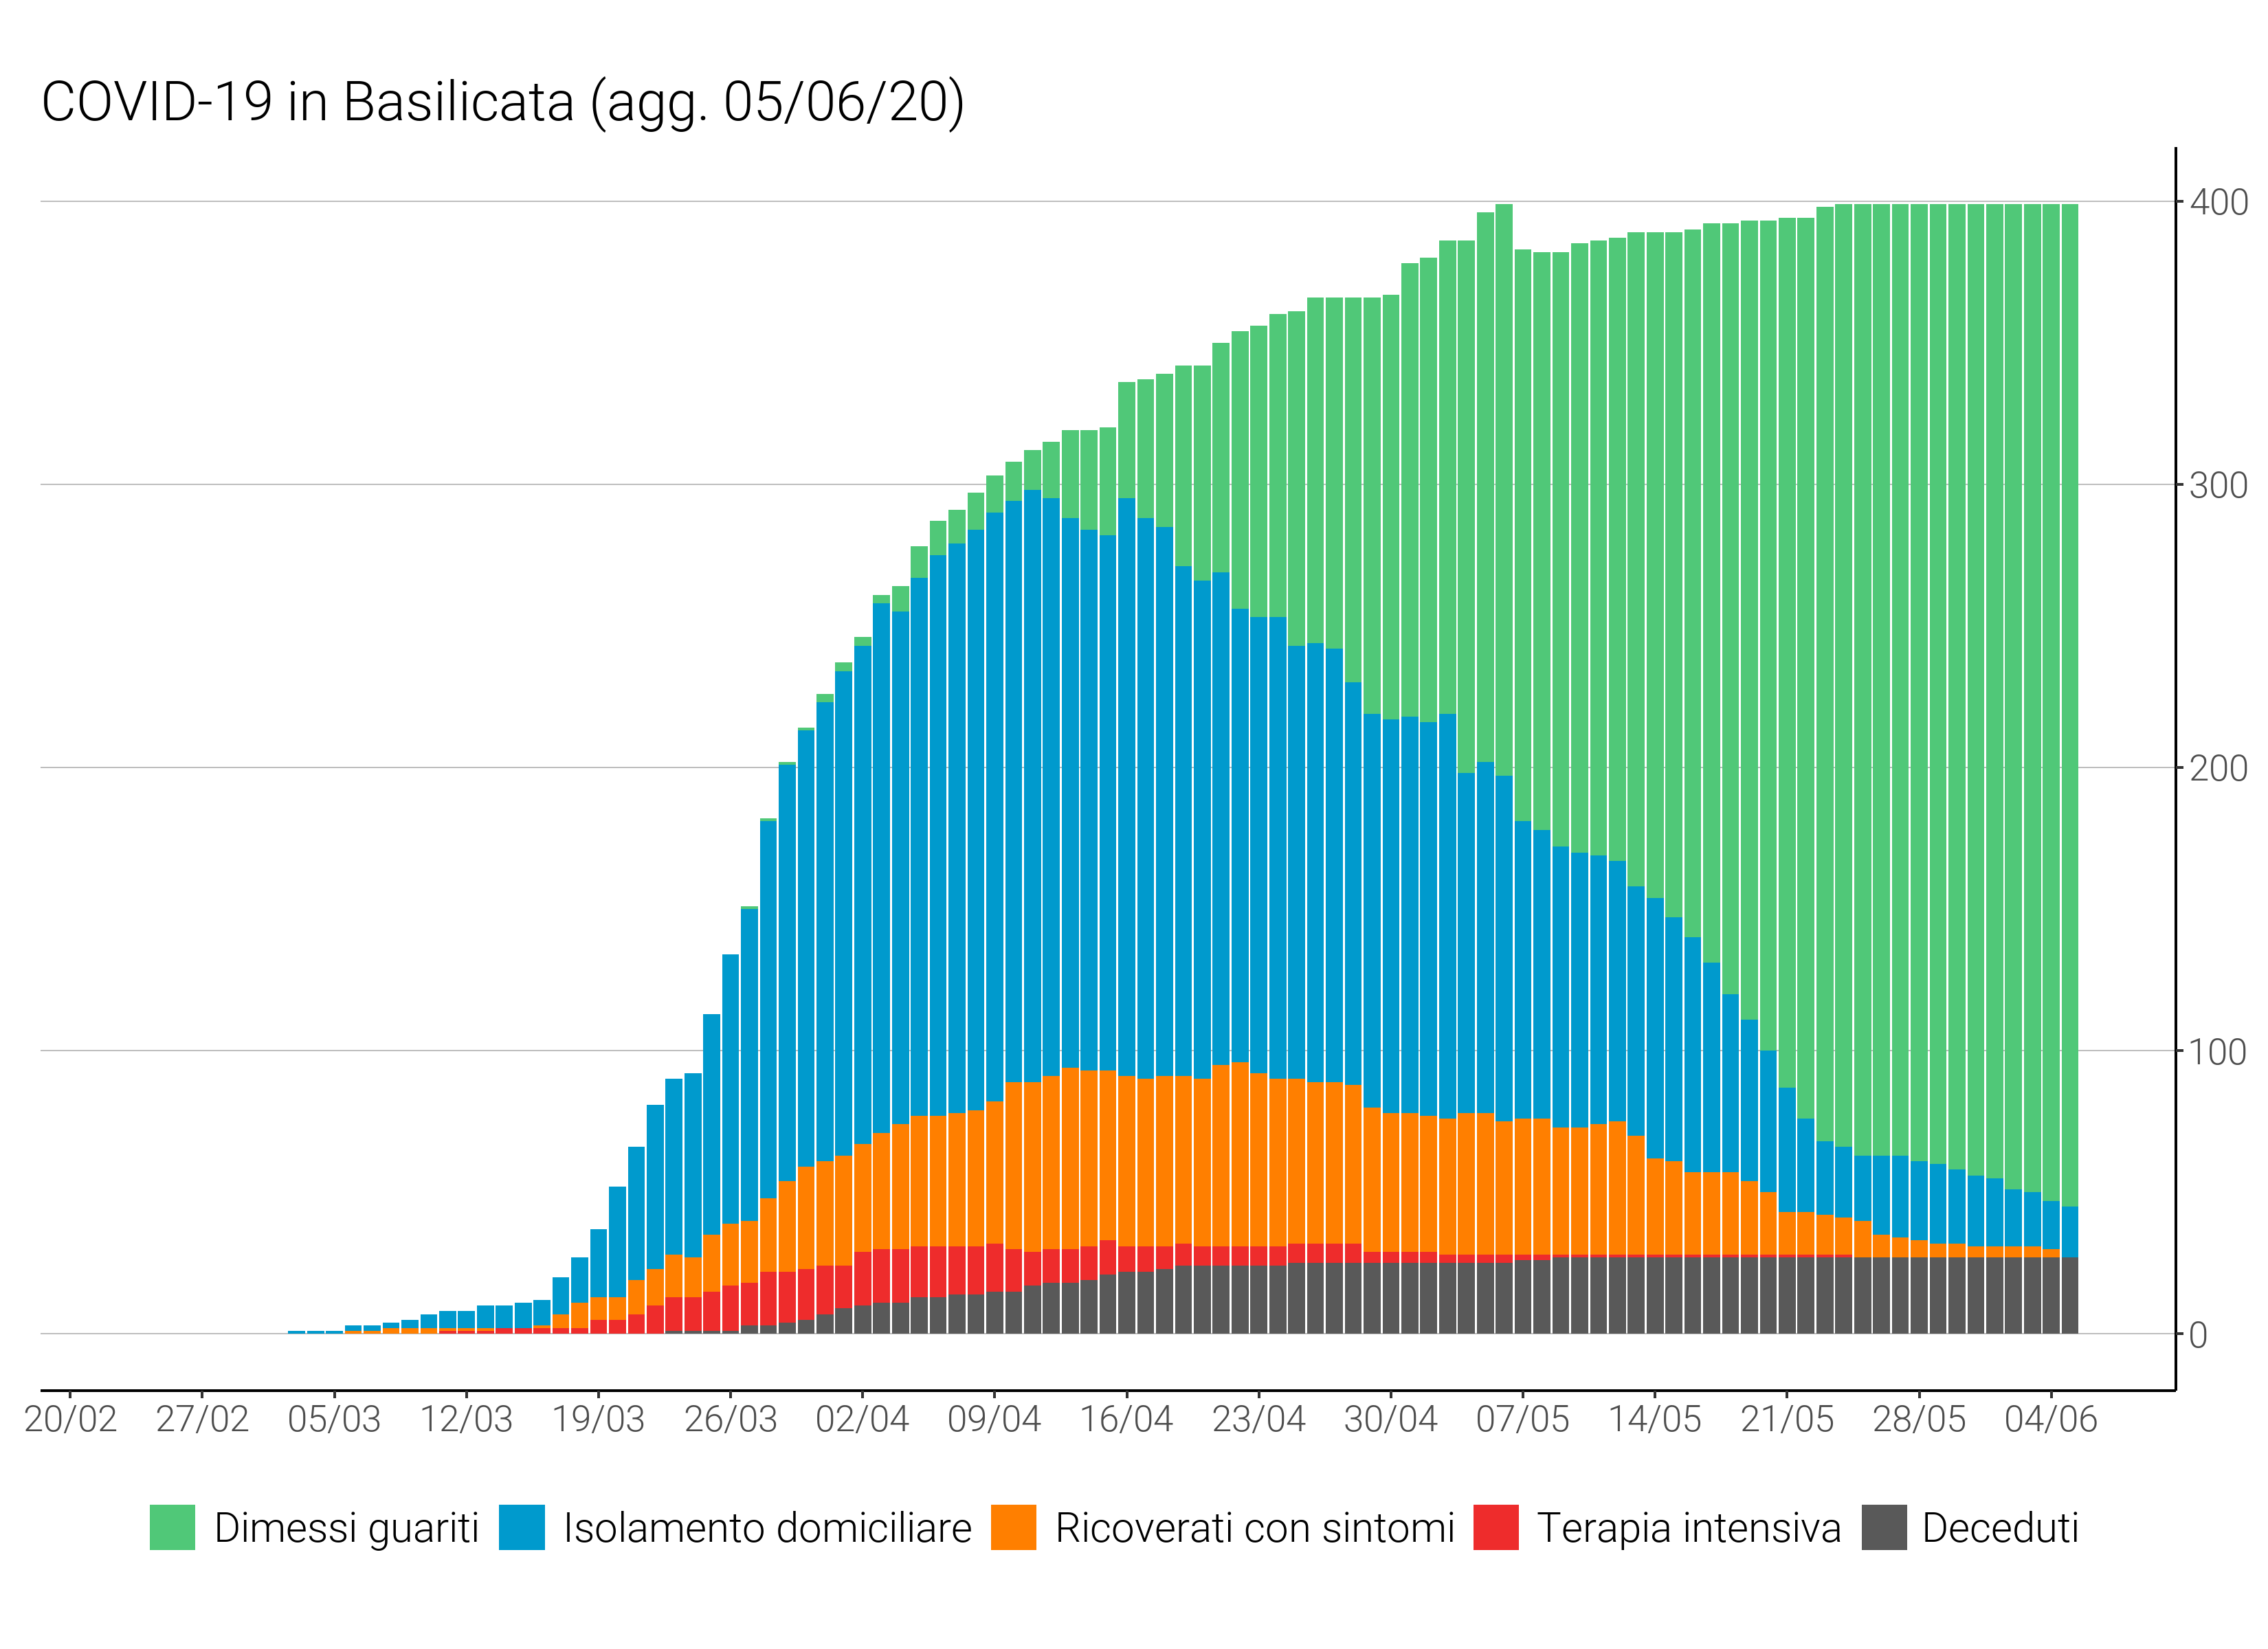 COVID-19 in Basilicata (agg. 05/06/20)
400
300
200
100
0
20/02 27/02 05/03 12/03 19/03 26/03 02/04 09/04 16/04 23/04 30/04 07/05 14/05 21/05 28/05 04/06
Dimessi guariti Isolamento domiciliare Ricoverati con sintomi Terapia intensiva Deceduti